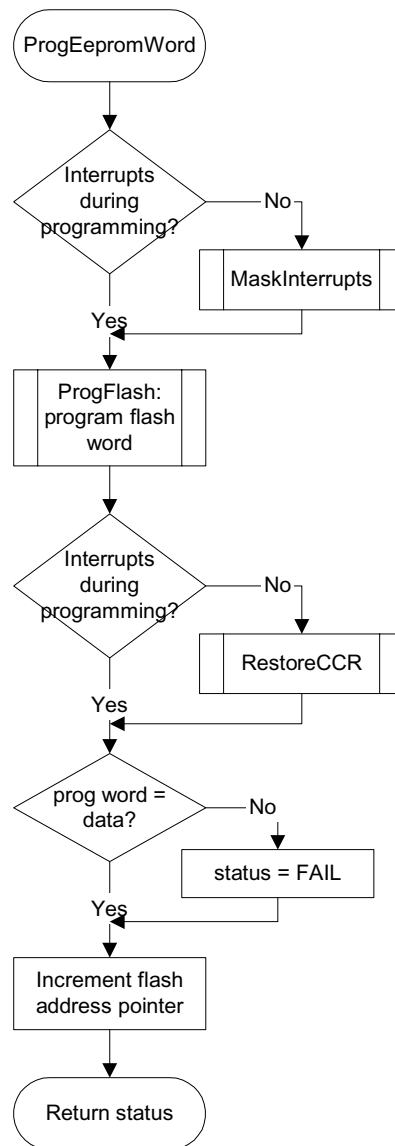 ProgEepromWord
Interrupts
during
programming?
No
MaskInterrupts
Yes
ProgFlash:
program flash
word
Interrupts
during
programming?
No
RestoreCCR
Yes
prog word =
data?
No
status = FAIL
Yes
Increment flash
address pointer
Return status